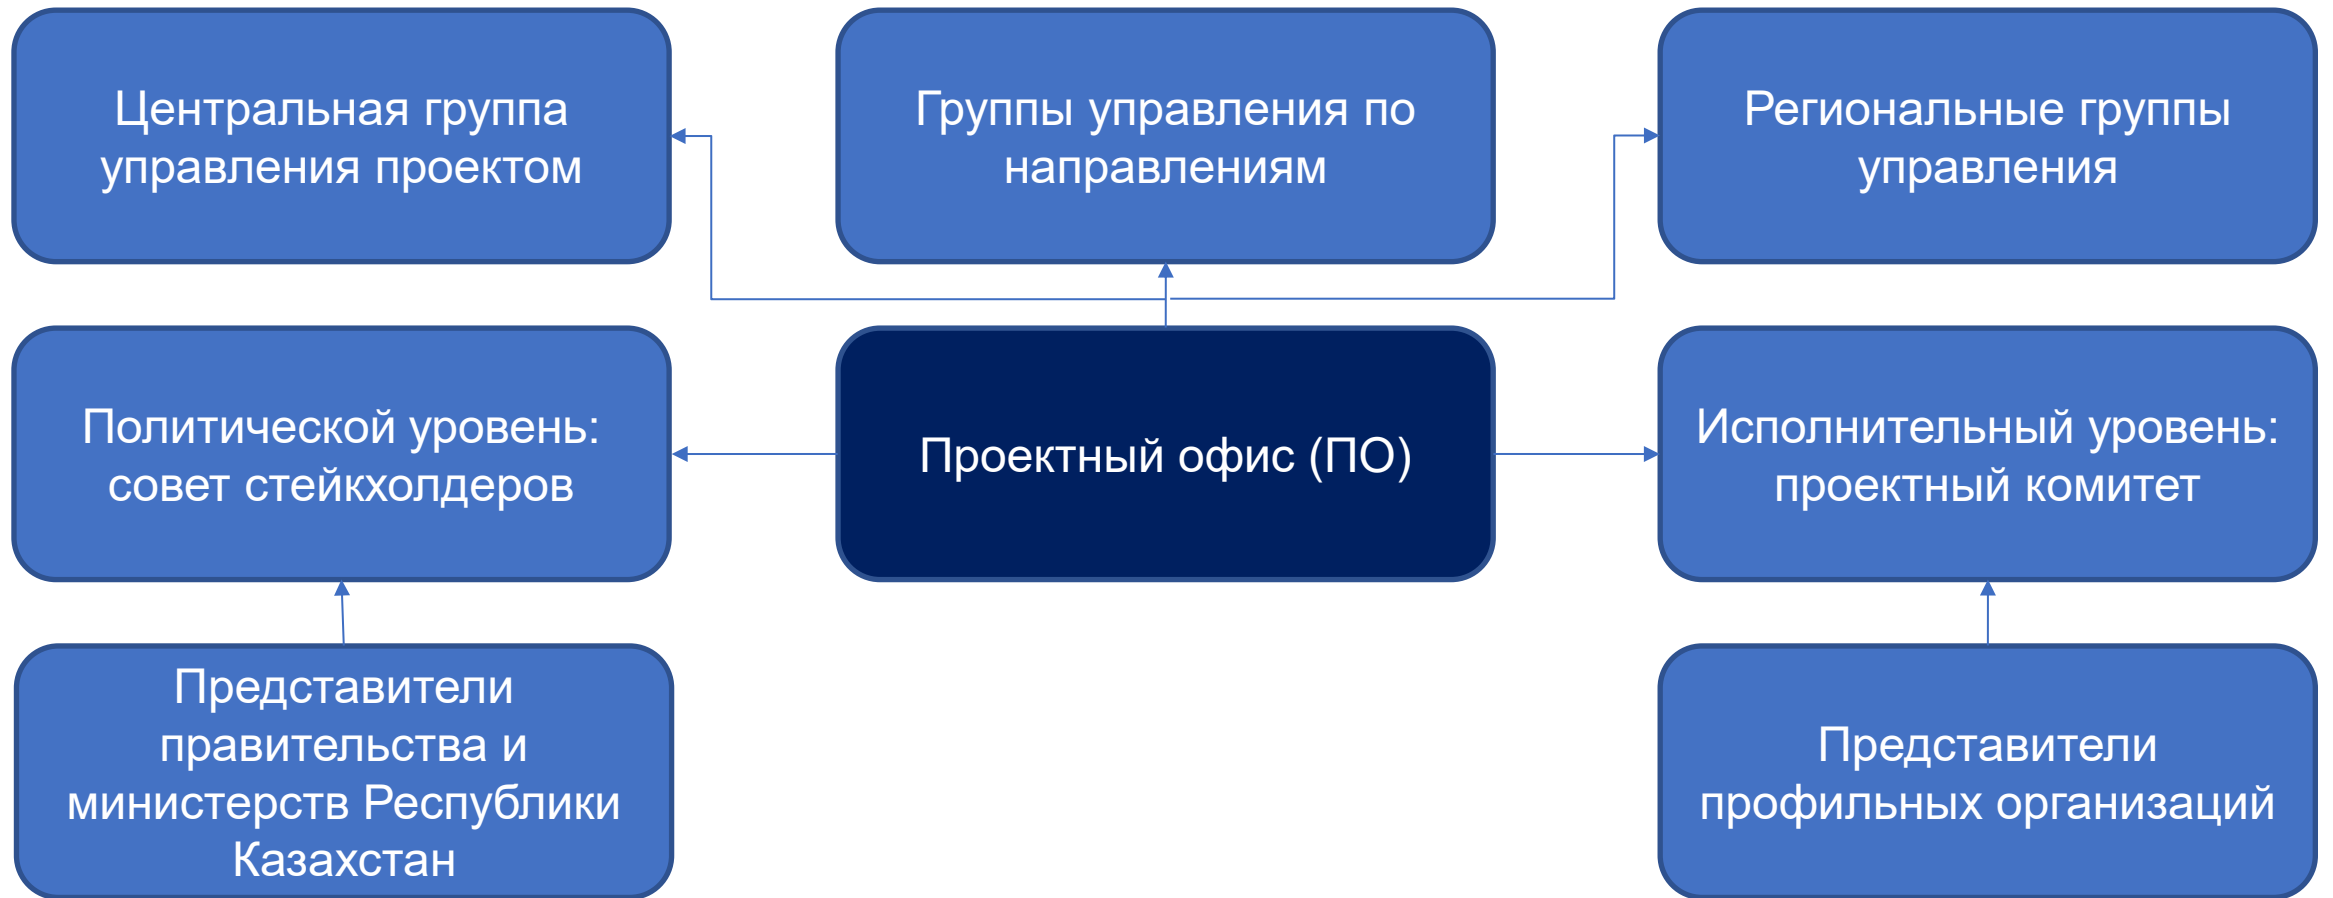 Центральная группа
управления проектом
Группы управления по
направлениям
Региональные группы
управления
Политической уровень:
совет стейкхолдеров
Проектный офис (ПО)
Исполнительный уровень:
проектный комитет
Представители
правительства и
министерств Республики
Казахстан
Представители
профильных организаций